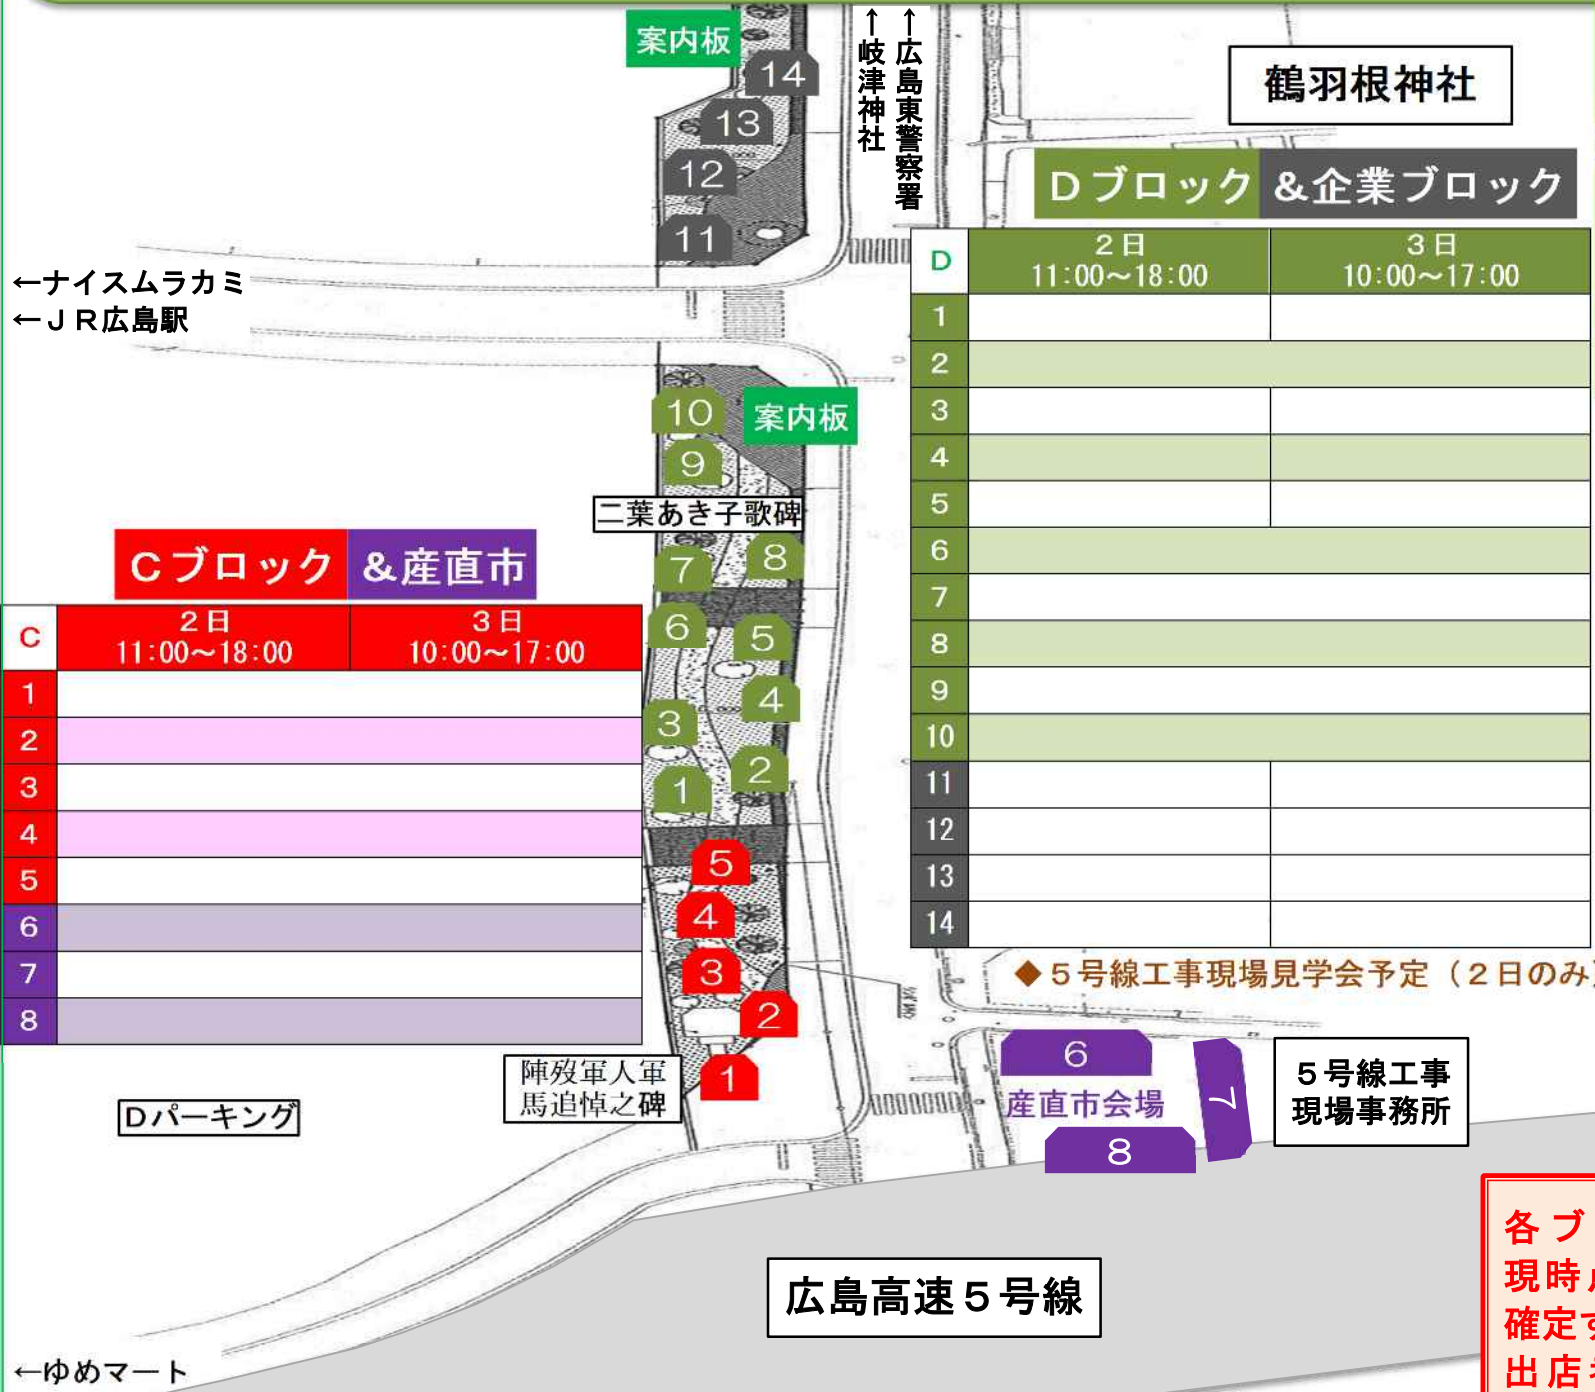 案内板
14
13
12
11
↑岐津神社
↑広島東警察署
鶴羽根神社
←ナイスムラカミ
←ＪＲ広島駅
Ｄブロック ＆企業ブロック
D 2日 3日
11:00～18:00 10:00～17:00
1
2
3
4
5
6
7
8
9
10
11
12
13
14
10
案内板
9
二葉あき子歌碑
7
8
6
5
4
3
2
1
Ｃブロック ＆産直市
C 2日 3日
11:00～18:00 10:00～17:00
1
2
3
4
5
6
7
8
5
4
3
2
1
◆５号線工事現場見学会予定（２日のみ）
陣歿軍人軍
馬追悼之碑
Ｄパーキング
6
産直市会場
7
8
５号線工事
現場事務所
広島高速５号線
←ゆめマート
各ブ
現時
確定
出店